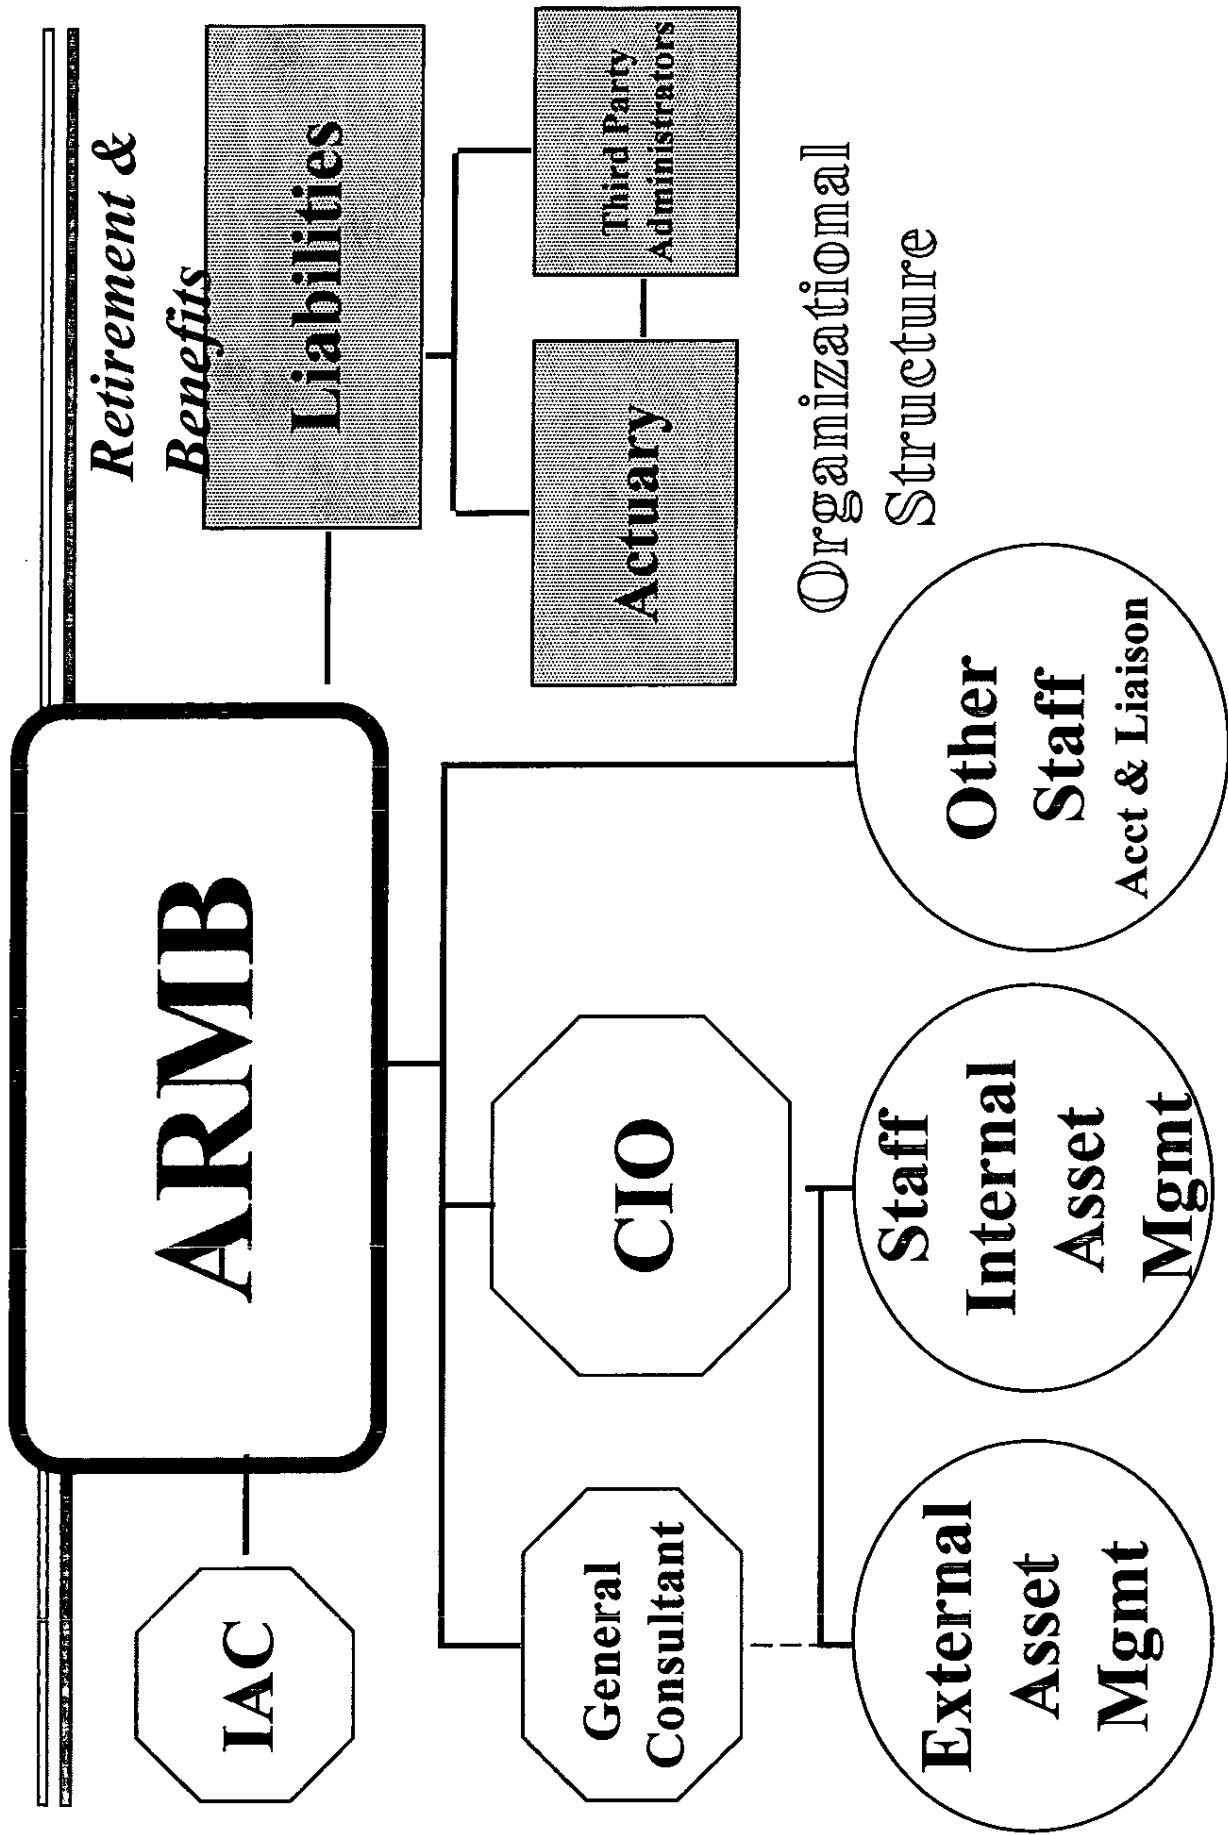 Retirement &
Benefits
ARMB
IAC
Liabilities
General
Consultant
CIO
Actuary
Third Party
Administrators
Organizational
Structure
External
Asset
Mgmt
Staff
Internal
Asset
Mgmt
Other
Staff
Acct & Liaison